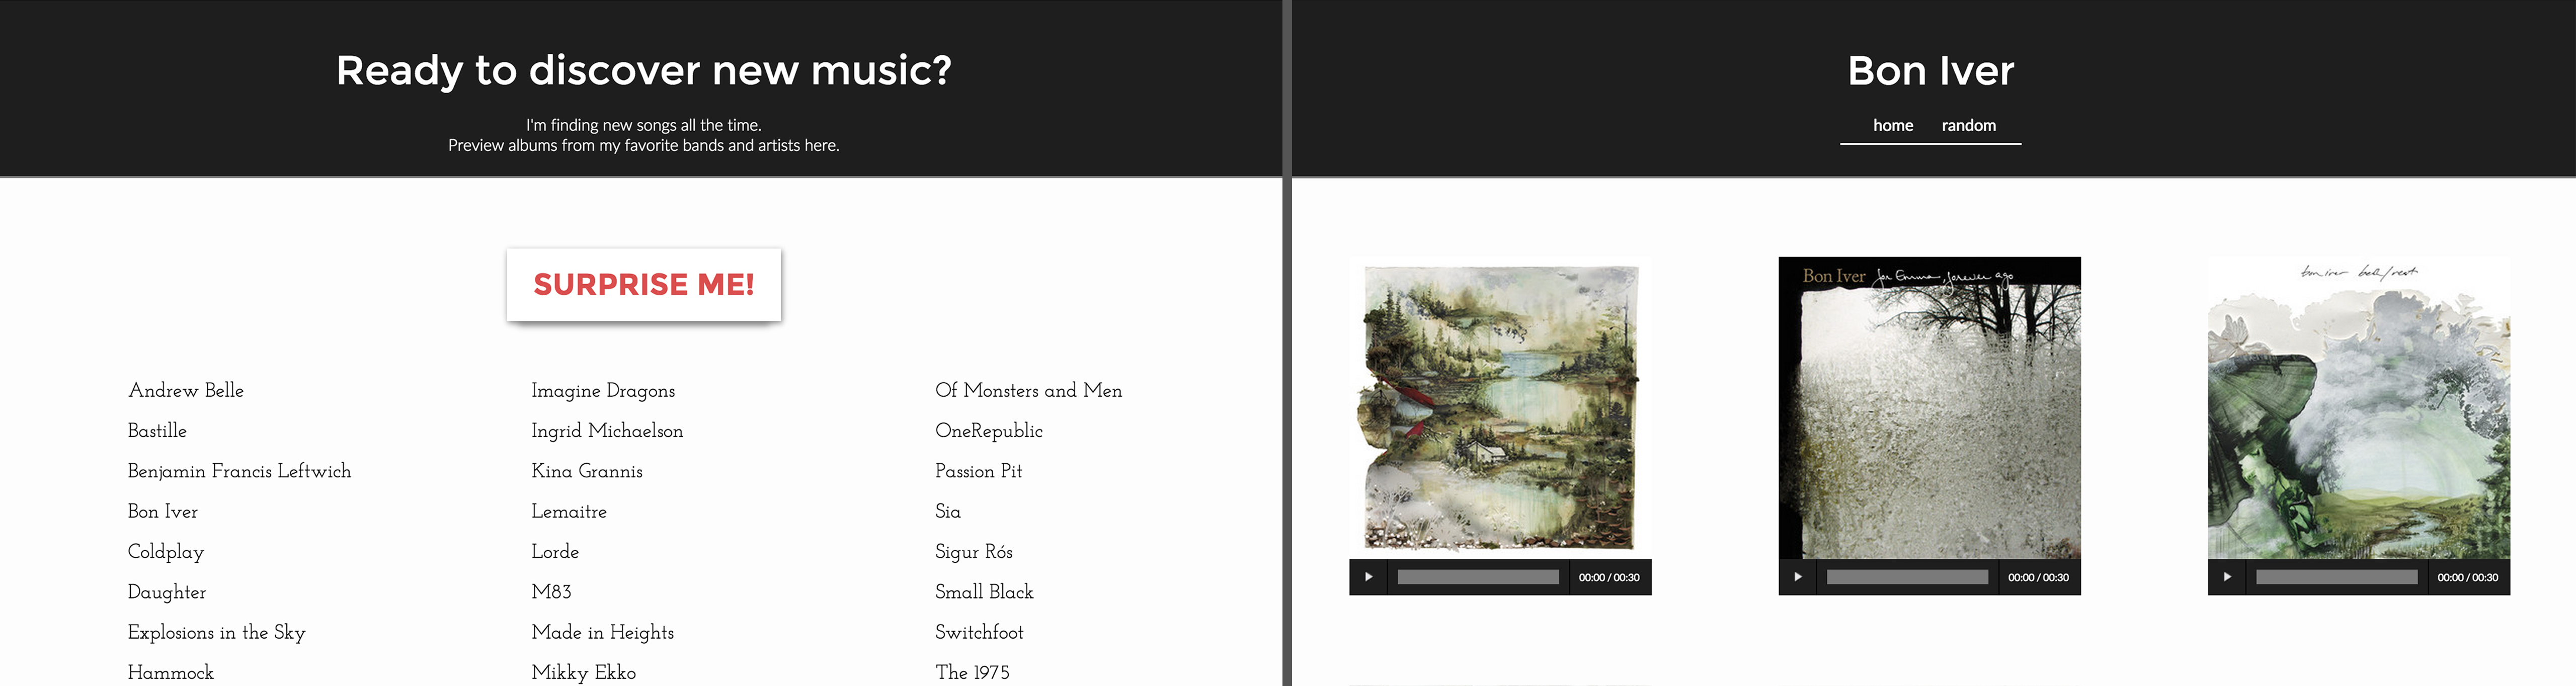 Ready to discover new music?
I'm finding new songs all the time.
Preview albums from my favorite bands and artists here.
SURPRISE ME!
Andrew Belle
Bastille
Benjamin Francis Leftwich
Bon Iver
Coldplay
Daughter
Explosions in the Sky
Hammock
Imagine Dragons
Ingrid Michaelson
Kina Grannis
Lemaitre
Lorde
M83
Made in Heights
Mikky Ekko
Of Monsters and Men
OneRepublic
Passion Pit
Sia
Sigur Rós
Small Black
Switchfoot
The 1975
Bon Iver
home random
00:00 / 00:30
Bon Iver for Emma, forever ago
00:00 / 00:30
bon iver beth/rest
00:00 / 00:30